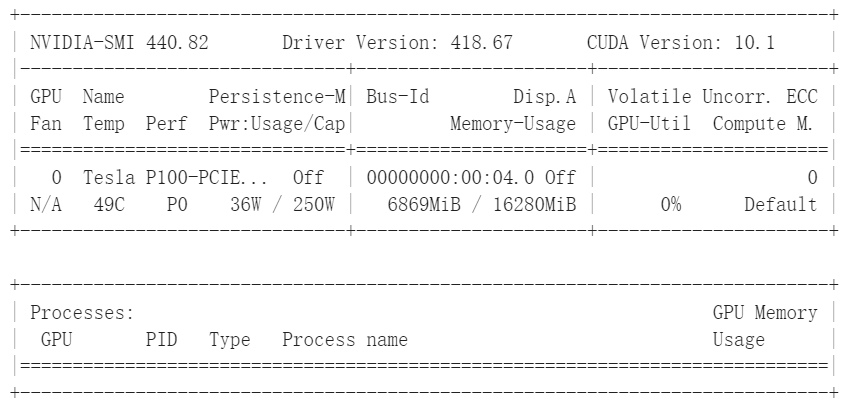 +-----------------------------------------------------------------------------+
| NVIDIA-SMI 440.82       Driver Version: 418.67       CUDA Version: 10.1     |
|-------------------------------+----------------------+----------------------+
| GPU  Name        Persistence-M| Bus-Id        Disp.A | Volatile Uncorr. ECC |
| Fan  Temp  Perf  Pwr:Usage/Cap|         Memory-Usage | GPU-Util  Compute M. |
|===============================+======================+======================|
|   0  Tesla P100-PCIE...  Off  | 00000000:00:04.0 Off |                    0 |
| N/A   49C    P0    36W / 250W |   6869MiB / 16280MiB |      0%      Default |
+-------------------------------+----------------------+----------------------+
+-----------------------------------------------------------------------------+
| Processes:                                                       GPU Memory |
|  GPU       PID   Type   Process name                             Usage      |
|=============================================================================|
+-----------------------------------------------------------------------------+